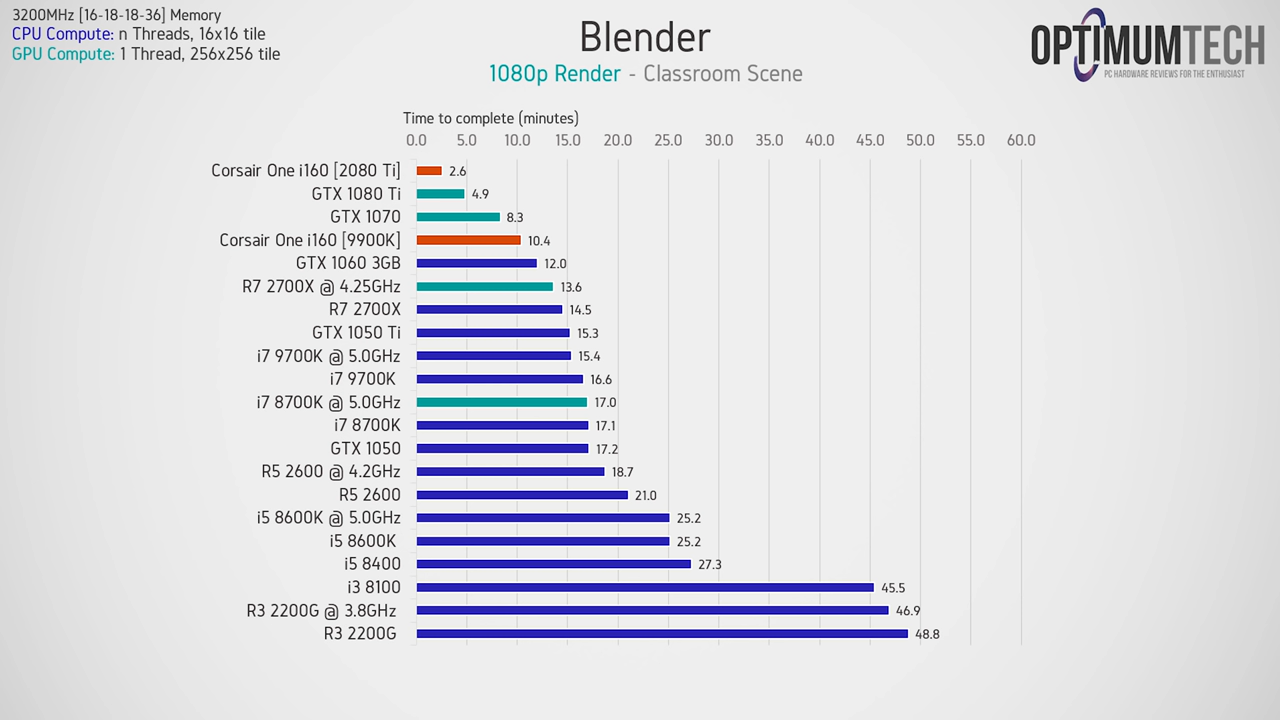 3200MHz [16-18-18-36] Memory
CPU Compute: n Threads, 16x16 tile
GPU Compute: 1 Thread, 256x256 tile
Blender
1080p Render - Classroom Scene
OPTIMUMTECH
PC HARDWARE REVIEWS FOR THE ENTHUSIAST
Time to complete (minutes)
0.0 5.0 10.0 15.0 20.0 25.0 30.0 35.0 40.0 45.0 50.0 55.0 60.0
Corsair One i160 [2080 Ti] 2.6
GTX 1080 Ti 4.9
GTX 1070 8.3
Corsair One i160 [9900K] 10.4
GTX 1060 3GB 12.0
R7 2700X @ 4.25GHz 13.6
R7 2700X 14.5
GTX 1050 Ti 15.3
i7 9700K @ 5.0GHz 15.4
i7 9700K 16.6
i7 8700K @ 5.0GHz 17.0
i7 8700K 17.1
GTX 1050 17.2
R5 2600 @ 4.2GHz 18.7
R5 2600 21.0
i5 8600K @ 5.0GHz 25.2
i5 8600K 25.2
i5 8400 27.3
i3 8100 45.5
R3 2200G @ 3.8GHz 46.9
R3 2200G 48.8